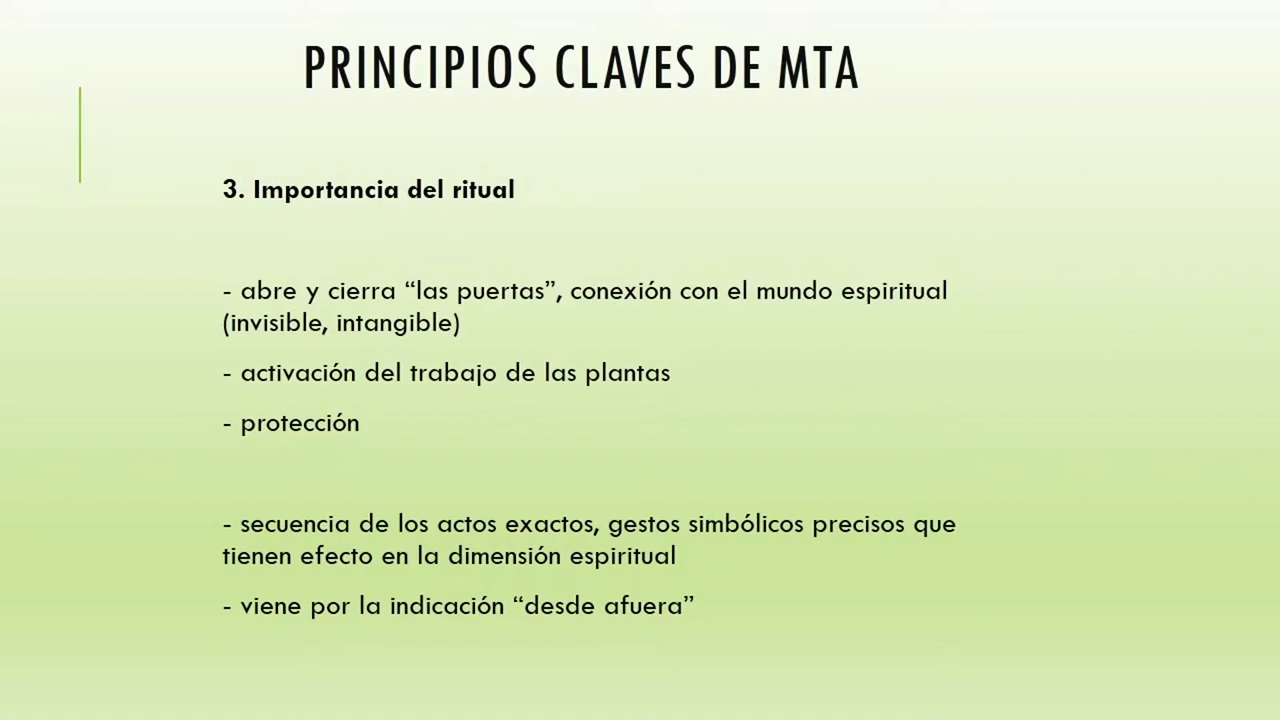 PRINCIPIOS CLAVES DE MTA
3. Importancia del ritual
- abre y cierra “las puertas”, conexión con el mundo espiritual
(invisible, intangible)
- activación del trabajo de las plantas
- protección
- secuencia de los actos exactos, gestos simbólicos precisos que
tienen efecto en la dimensión espiritual
- viene por la indicación “desde afuera”